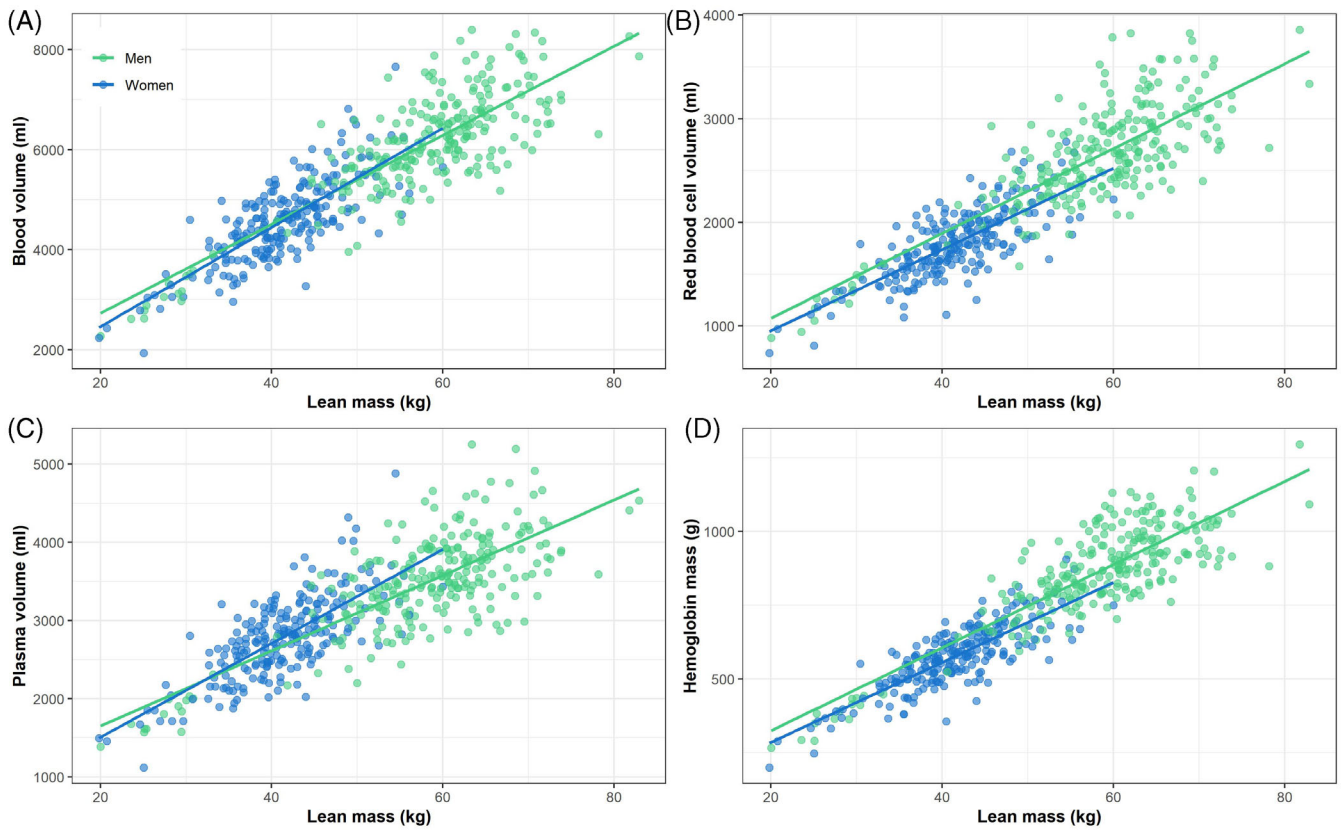 (A)
Men
Women
Blood volume (ml)
8000
6000
4000
2000
20 40 60 80
Lean mass (kg)
(B)
Red blood cell volume (ml)
4000
3000
2000
1000
20 40 60 80
Lean mass (kg)
(C)
Plasma volume (ml)
5000
4000
3000
2000
1000
20 40 60 80
Lean mass (kg)
(D)
Hemoglobin mass (g)
1000
500
20 40 60 80
Lean mass (kg)